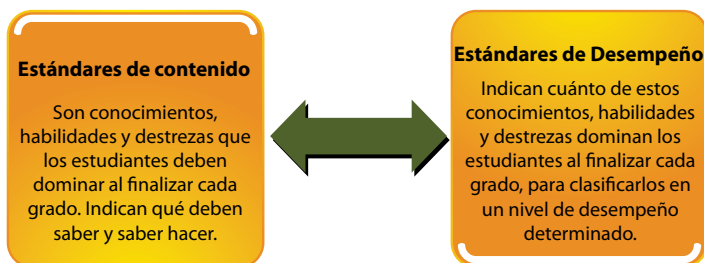 Estándares de contenido
Son conocimientos,
habilidades y destrezas que
los estudiantes deben
dominar al finalizar cada
grado. Indican qué deben
saber y saber hacer.
Estándares de Desempeño
Indican cuánto de estos
conocimientos, habilidades
y destrezas dominan los
estudiantes al finalizar cada
grado, para clasificarlos en
un nivel de desempeño
determinado.